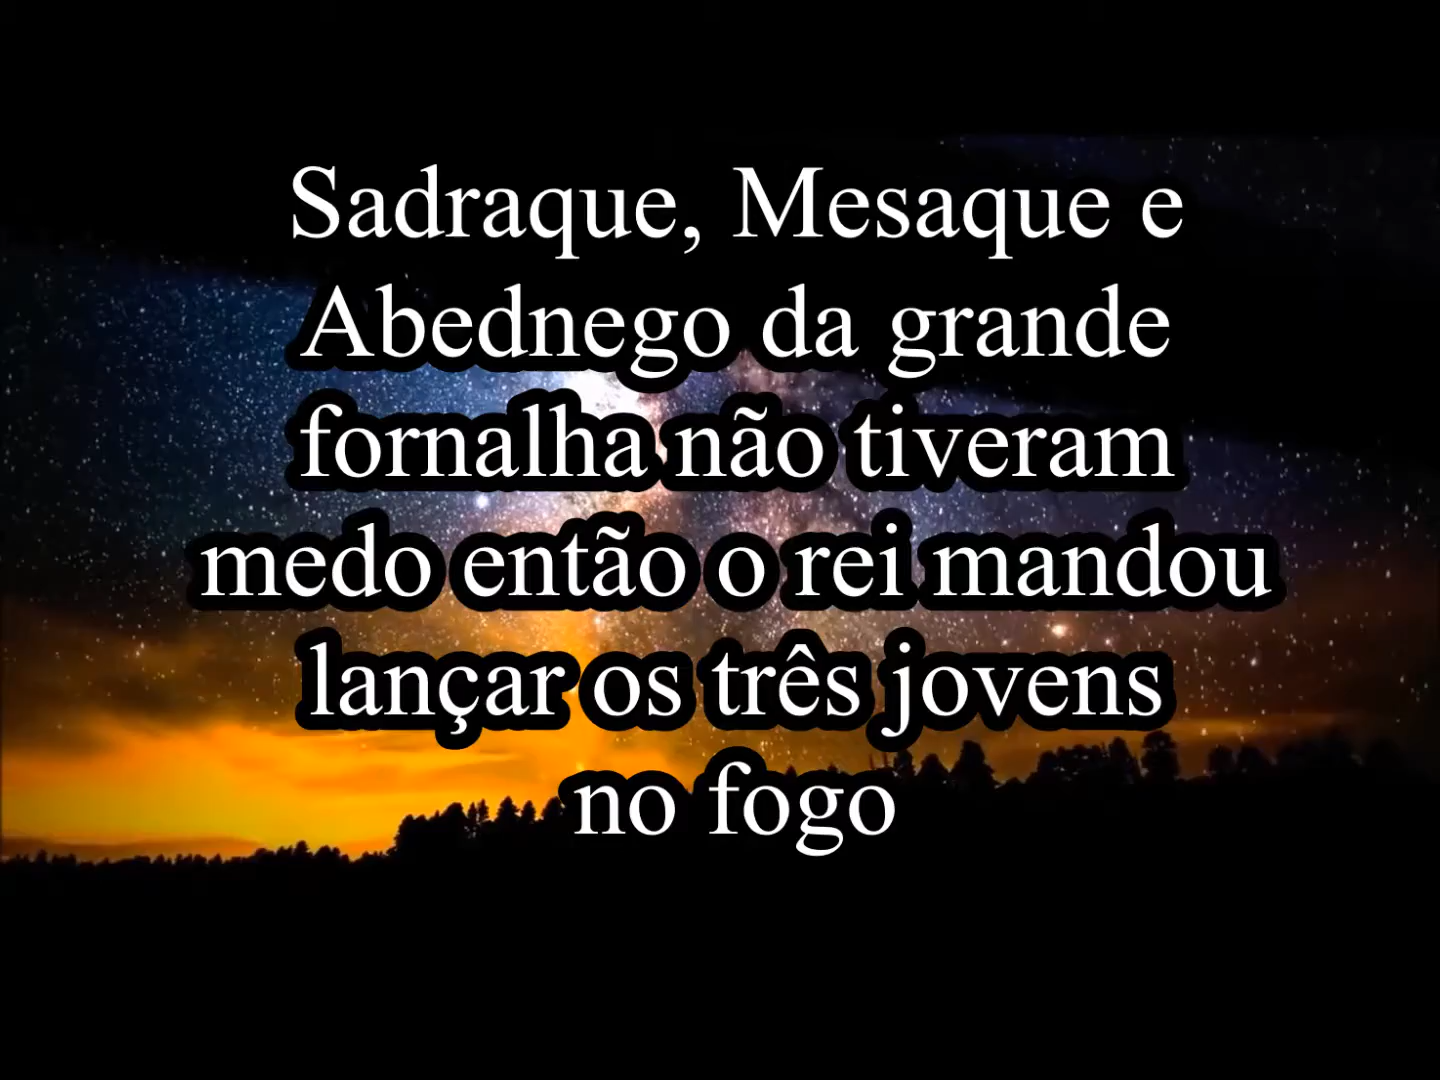 Sadraque, Mesaque e
Abednego da grande
fornalha não tiveram
medo então o rei mandou
lançar os três jovens
no fogo